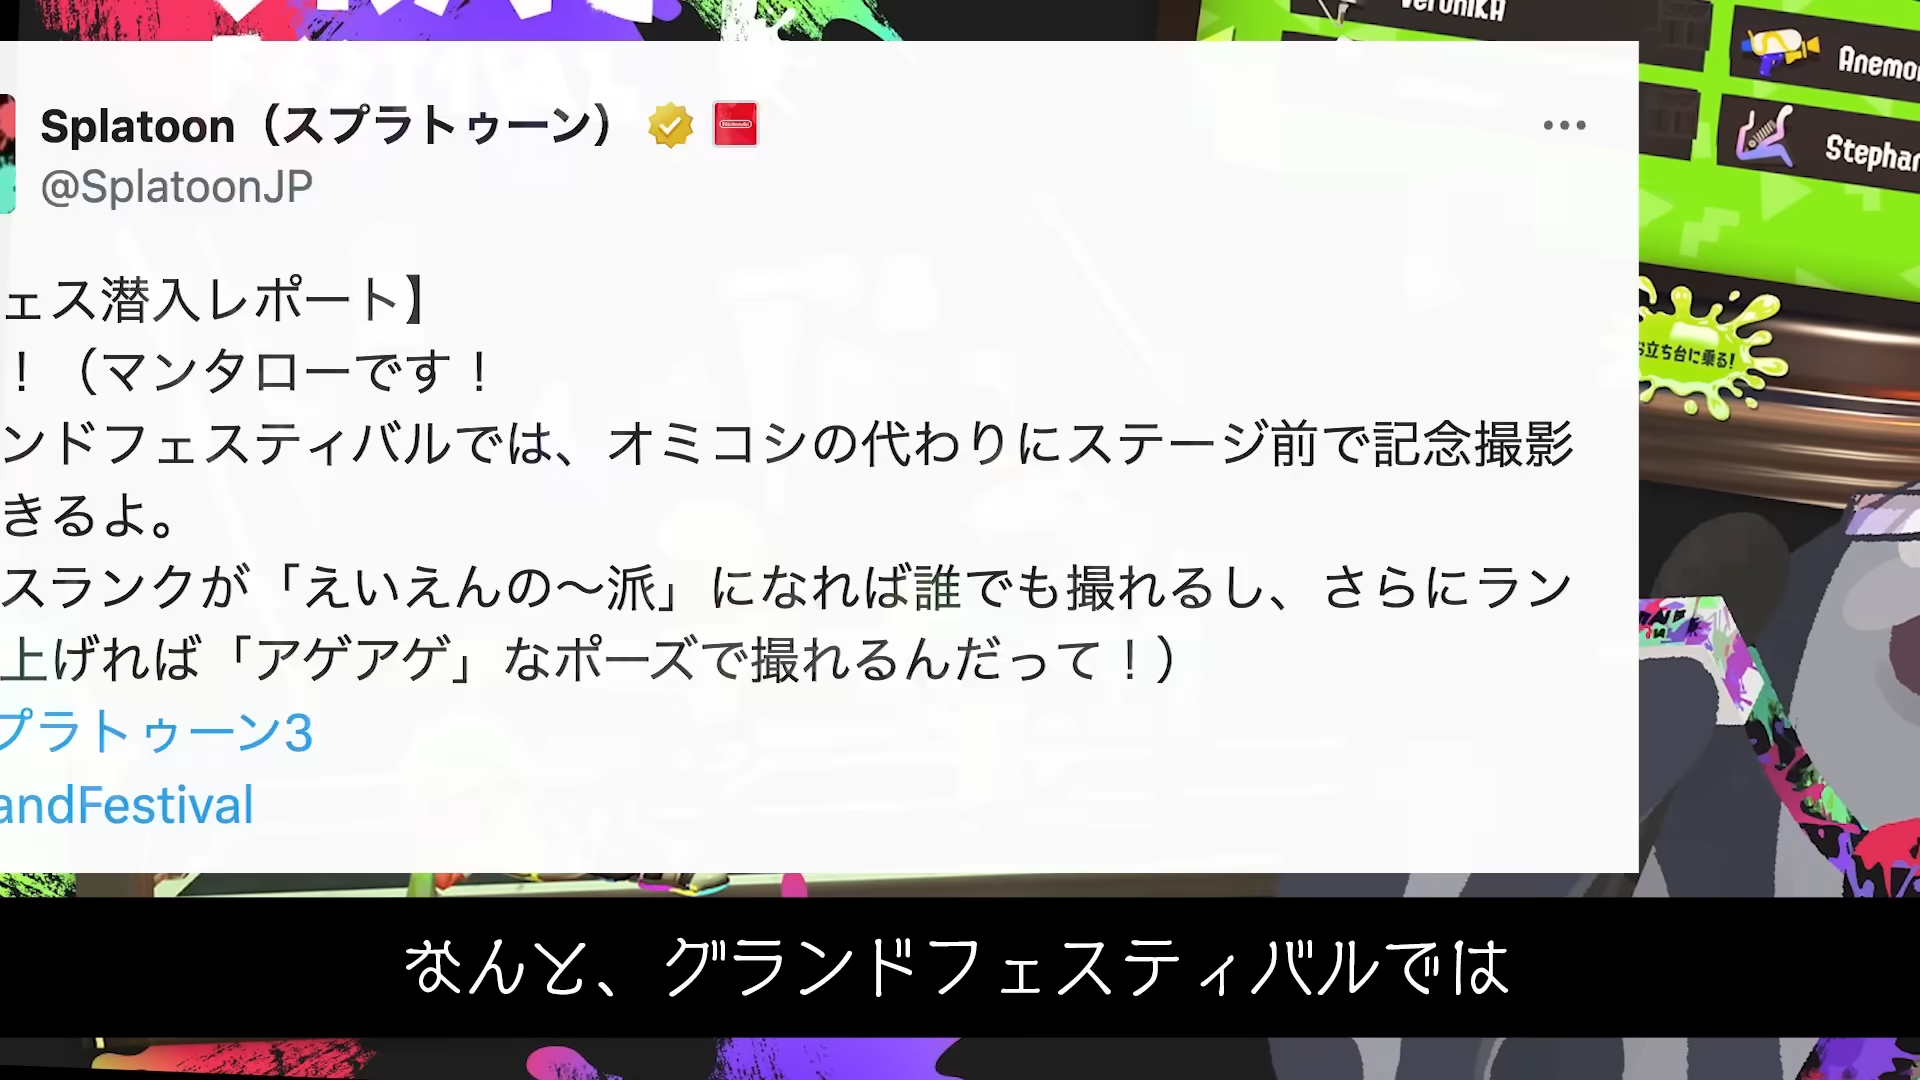 Veronika
Anemo
Stephan
Splatoon（スプラトゥーン）
@SplatoonJP
ェス潜入レポート】
！（マンタローです！
ンドフェスティバルでは、オミコシの代わりにステージ前で記念撮影
きるよ。
スランクが「えいえんの〜派」になれば誰でも撮れるし、さらにラン
上げれば「アゲアゲ」なポーズで撮れるんだって！）
プラトゥーン3
andFestival
お立ち台に乗る!
なんと、グランドフェスティバルでは